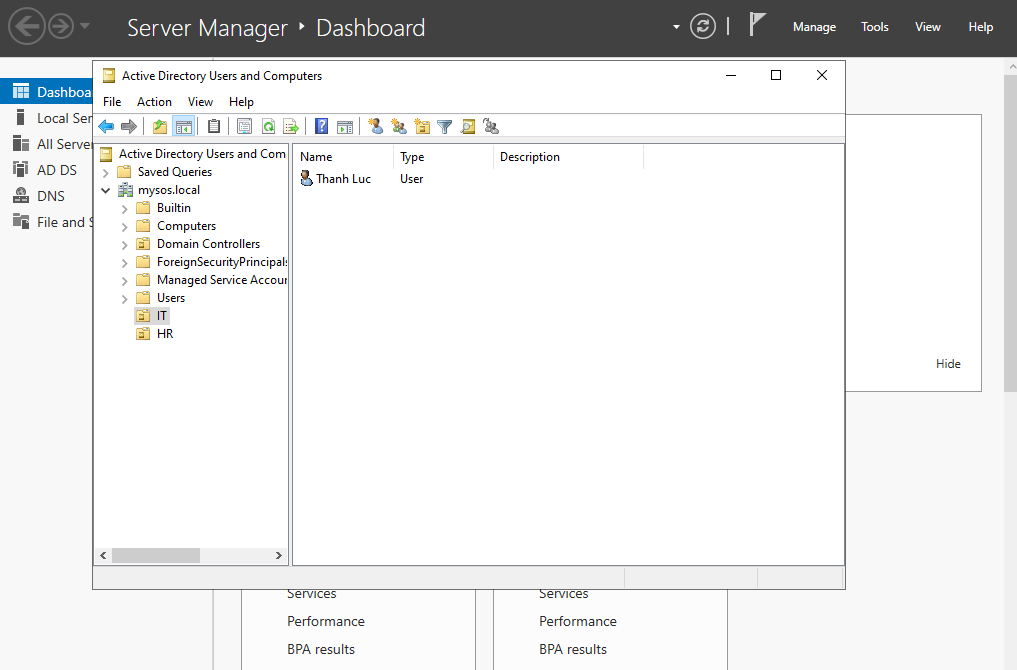 Server Manager ‣ Dashboard
Manage
Tools
View
Help
Dashboa
Local Ser
All Server
AD DS
DNS
File and S
Active Directory Users and Computers
File Action View Help
Active Directory Users and Com
Saved Queries
mysos.local
Builtin
Computers
Domain Controllers
ForeignSecurityPrincipals
Managed Service Accour
Users
IT
HR
Name Type Description
Thanh Luc User
Hide
Services
Performance
BPA results
Services
Performance
BPA results